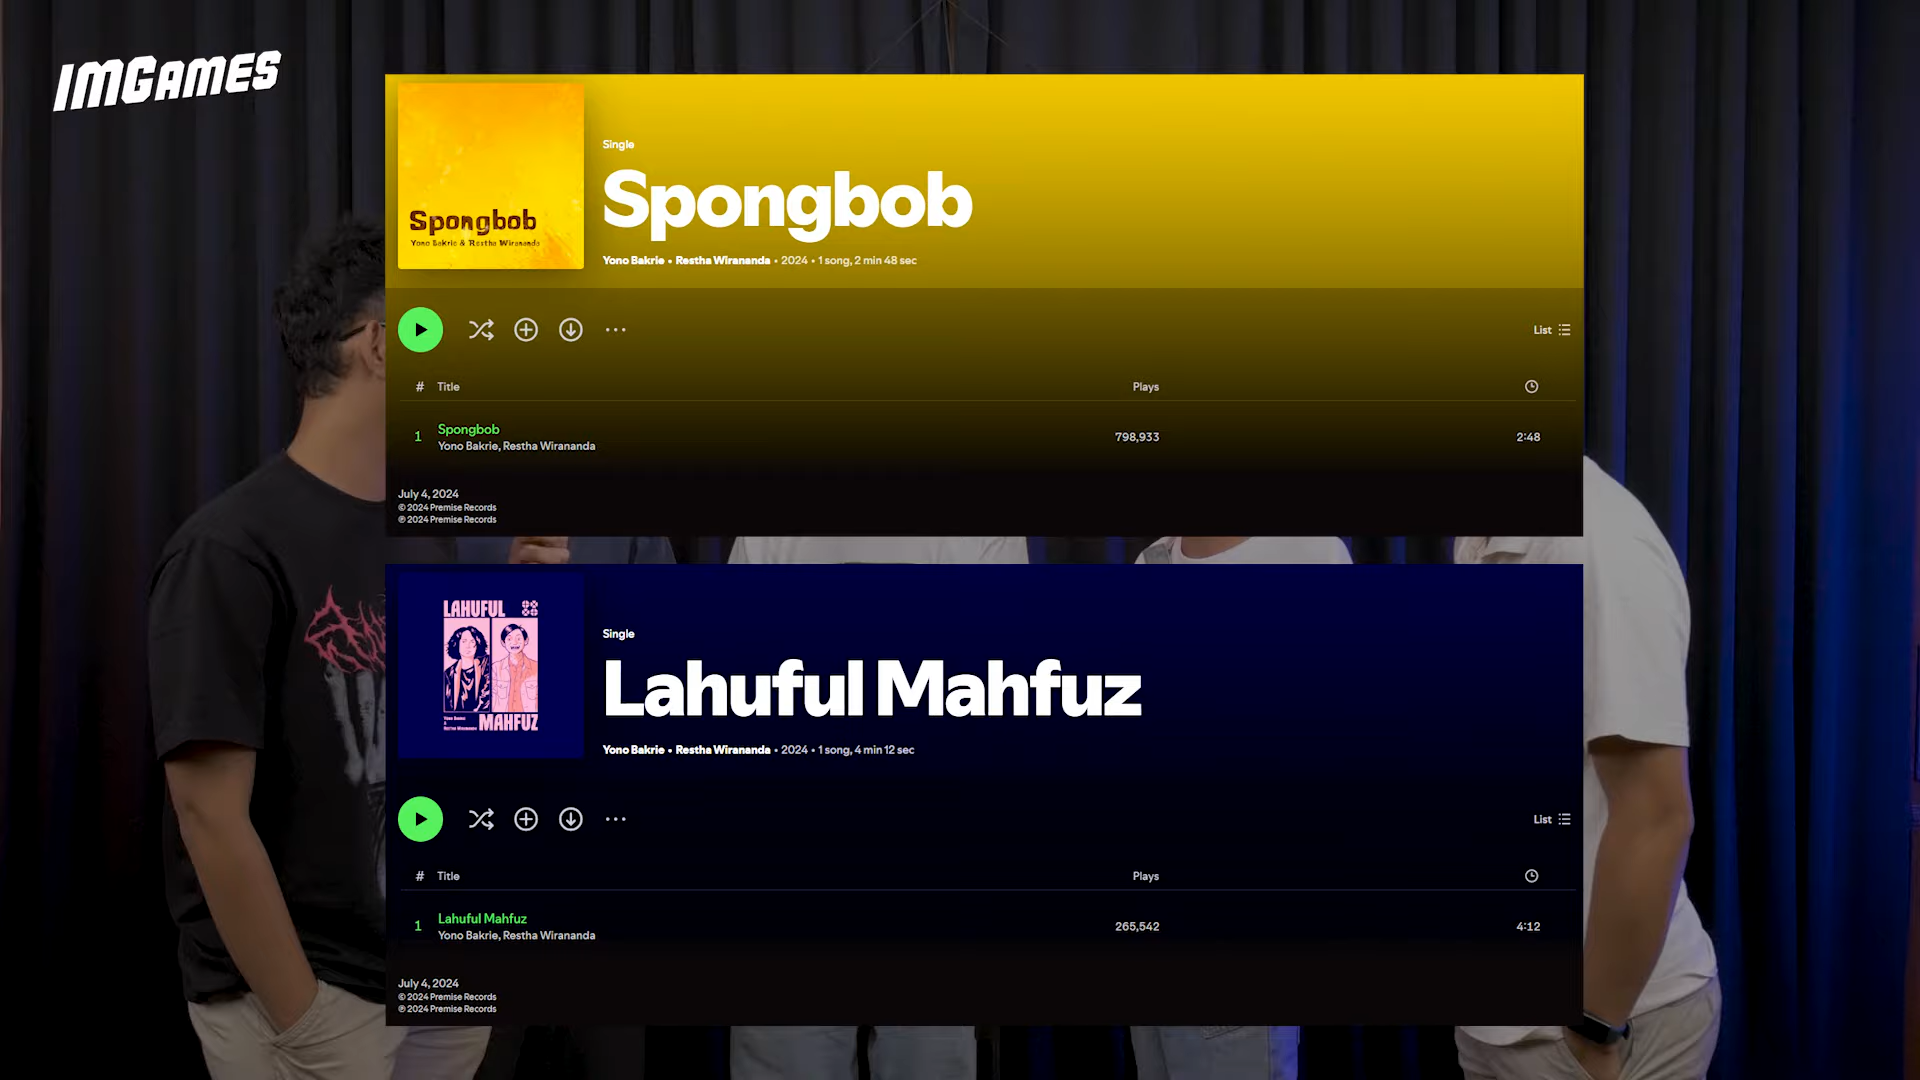 IMGAMES
Spongbob
Yono Bakrie & Restha Wirananda
Single
Spongbob
Yono Bakrie • Restha Wirananda • 2024 • 1 song, 2 min 48 sec
List
# Title Plays
1 Spongbob 798,933 2:48
Yono Bakrie, Restha Wirananda
July 4, 2024
© 2024 Premise Records
℗ 2024 Premise Records
LAHUFUL
Yono Bakrie
&
Restha Wirananda
MAHFUZ
Single
Lahuful Mahfuz
Yono Bakrie • Restha Wirananda • 2024 • 1 song, 4 min 12 sec
List
# Title Plays
1 Lahuful Mahfuz 265,542 4:12
Yono Bakrie, Restha Wirananda
July 4, 2024
© 2024 Premise Records
℗ 2024 Premise Records